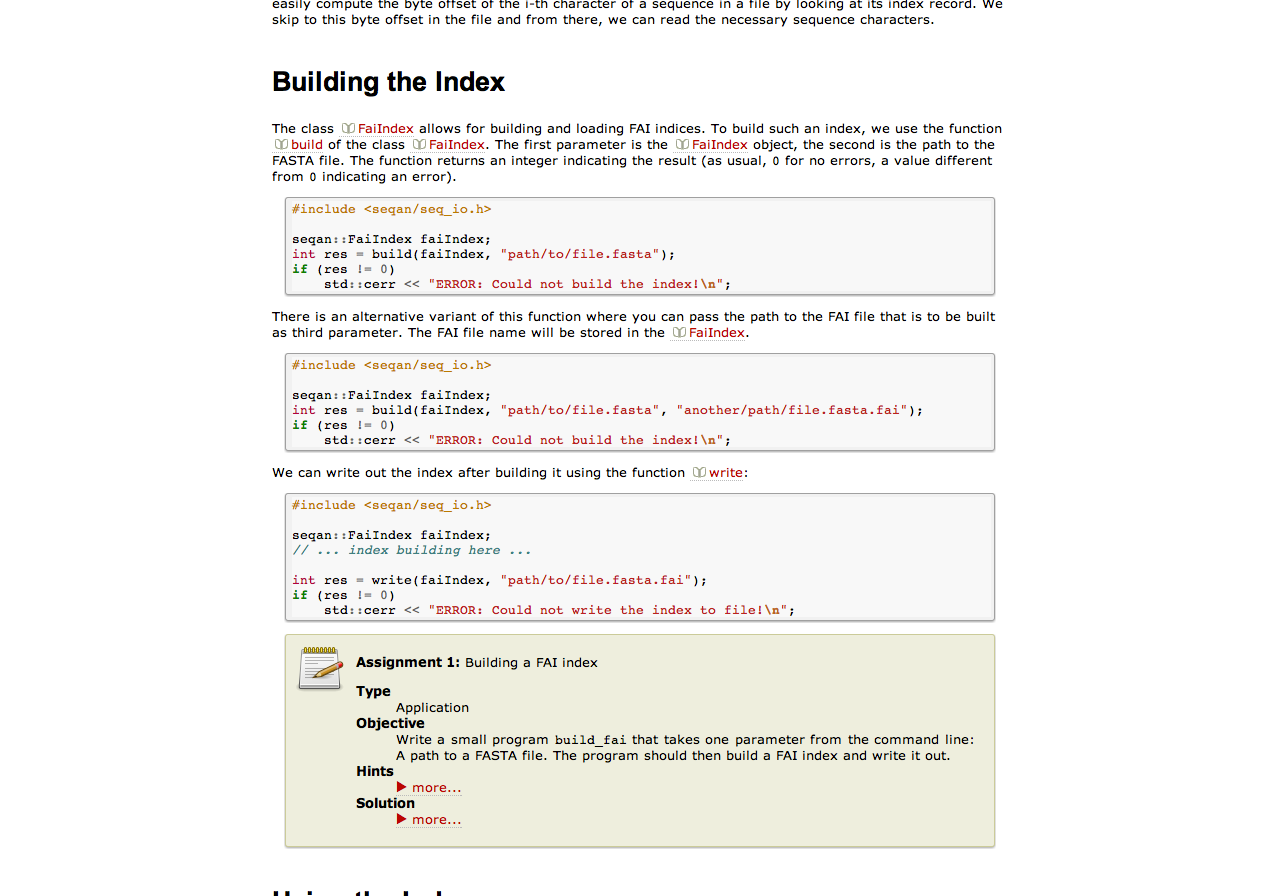 easily compute the byte offset of the i-th character of a sequence in a file by looking at its index record. We
skip to this byte offset in the file and from there, we can read the necessary sequence characters.
Building the Index
The class FaiIndex allows for building and loading FAI indices. To build such an index, we use the function
build of the class FaiIndex. The first parameter is the FaiIndex object, the second is the path to the
FASTA file. The function returns an integer indicating the result (as usual, 0 for no errors, a value different
from 0 indicating an error).
#include <seqan/seq_io.h>
seqan::FaiIndex faiIndex;
int res = build(faiIndex, "path/to/file.fasta");
if (res != 0)
    std::cerr << "ERROR: Could not build the index!\n";
There is an alternative variant of this function where you can pass the path to the FAI file that is to be built
as third parameter. The FAI file name will be stored in the FaiIndex.
#include <seqan/seq_io.h>
seqan::FaiIndex faiIndex;
int res = build(faiIndex, "path/to/file.fasta", "another/path/file.fasta.fai");
if (res != 0)
    std::cerr << "ERROR: Could not build the index!\n";
We can write out the index after building it using the function write:
#include <seqan/seq_io.h>
seqan::FaiIndex faiIndex;
// ... index building here ...
int res = write(faiIndex, "path/to/file.fasta.fai");
if (res != 0)
    std::cerr << "ERROR: Could not write the index to file!\n";
Assignment 1: Building a FAI index
Type
Application
Objective
Write a small program build_fai that takes one parameter from the command line:
A path to a FASTA file. The program should then build a FAI index and write it out.
Hints
▶ more...
Solution
▶ more...